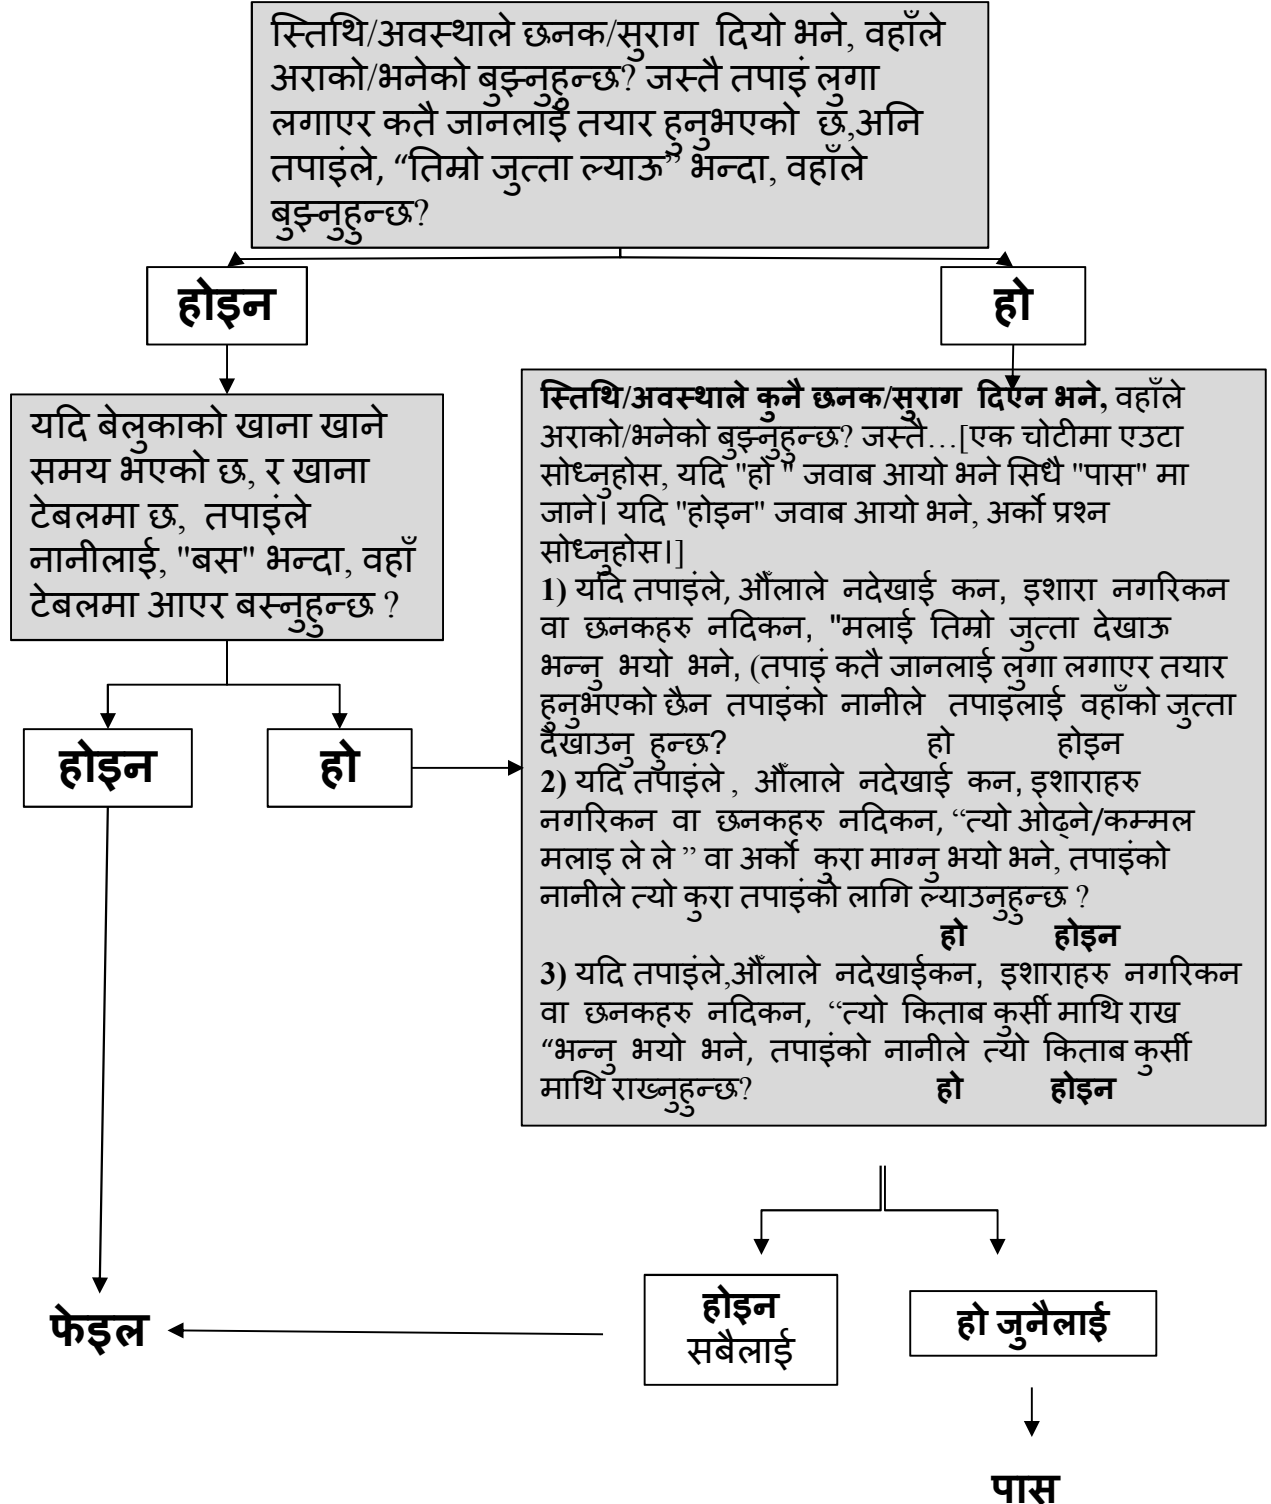 स्तिथि/अवस्थाले छनक/सुराग  दियो भने, वहाँले
अराको/भनेको बुझ्नुहुन्छ? जस्तै तपाइं लुगा
लगाएर कतै जानलाई तयार हुनुभएको  छ,अनि
तपाइंले, “तिम्रो जुत्ता ल्याऊ” भन्दा, वहाँले
बुझ्नुहुन्छ?
होइन
हो
यदि बेलुकाको खाना खाने
समय भएको छ, र खाना
टेबलमा छ,  तपाइंले
नानीलाई, "बस" भन्दा, वहाँ
टेबलमा आएर बस्नुहुन्छ ?
होइन
हो
स्तिथि/अवस्थाले कुनै छनक/सुराग  दिएन भने, वहाँले
अराको/भनेको बुझ्नुहुन्छ? जस्तै...[एक चोटीमा एउटा
सोध्नुहोस, यदि "हो " जवाब आयो भने सिधै "पास" मा
जाने। यदि "होइन" जवाब आयो भने, अर्को प्रश्न
सोध्नुहोस।]
1) यदि तपाइंले, औँलाले  नदेखाई  कन,  इशारा  नगरिकन
वा  छनकहरु  नदिकन,  "मलाई  तिम्रो  जुत्ता  देखाऊ
भन्नु  भयो  भने, (तपाइं कतै जानलाई लुगा लगाएर तयार
हुनुभएको छैन  तपाइंको  नानीले   तपाइंलाई  वहाँको जुत्ता
देखाउनु  हुन्छ?  हो  होइन
2) यदि तपाइंले ,  औँलाले  नदेखाई  कन, इशाराहरु
नगरिकन  वा  छनकहरु  नदिकन, “त्यो ओढ्ने/कम्मल
मलाइ ले ले ” वा अर्को  कुरा माग्नु भयो भने, तपाइंको
नानीले त्यो कुरा तपाइंको लागि ल्याउनुहुन्छ ?
हो  होइन
3) यदि तपाइंले,औँलाले  नदेखाईकन,  इशाराहरु  नगरिकन
वा  छनकहरु  नदिकन,  “त्यो  किताब कुर्सी माथि राख
“भन्नु  भयो  भने,  तपाइंको  नानीले  त्यो  किताब कुर्सी
माथि राख्नुहुन्छ?  हो  होइन
होइन
सबैलाई
हो जुनैलाई
फेइल
पास